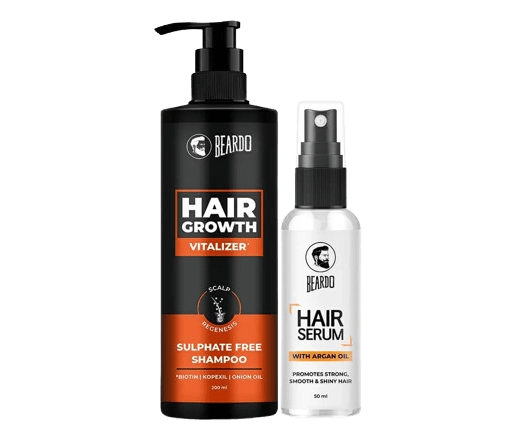 BEARDO
HAIR
GROWTH
VITALIZER*
SCALP
REGENESIS
SULPHATE FREE
SHAMPOO
*BIOTIN | KOPEXIL | ONION OIL
200 ml
BEARDO
HAIR
SERUM
WITH ARGAN OIL
PROMOTES STRONG,
SMOOTH & SHINY HAIR
50 ml